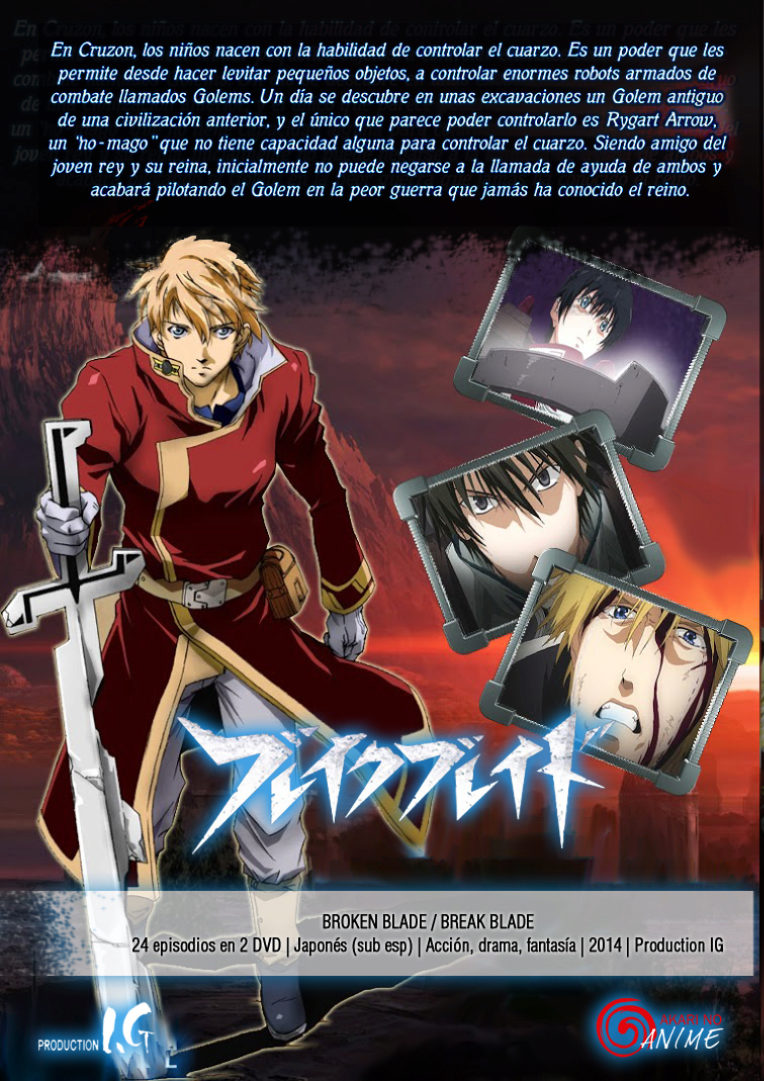 En Cruzon, los niños nacen con la habilidad de controlar el cuarzo. Es un poder que les
permite desde hacer levitar pequeños objetos, a controlar enormes robots armados de
combate llamados Golems. Un día se descubre en unas excavaciones un Golem antiguo
de una civilización anterior, y el único que parece poder controlarlo es Rygart Arrow,
un "ho-mago" que no tiene capacidad alguna para controlar el cuarzo. Siendo amigo del
joven rey y su reina, inicialmente no puede negarse a la llamada de ayuda de ambos y
acabará pilotando el Golem en la peor guerra que jamás ha conocido el reino.
ブレイクブレイド
BROKEN BLADE / BREAK BLADE
24 episodios en 2 DVD | Japonés (sub esp) | Acción, drama, fantasía | 2014 | Production IG
PRODUCTION I.G
AKARI NO
ANIME